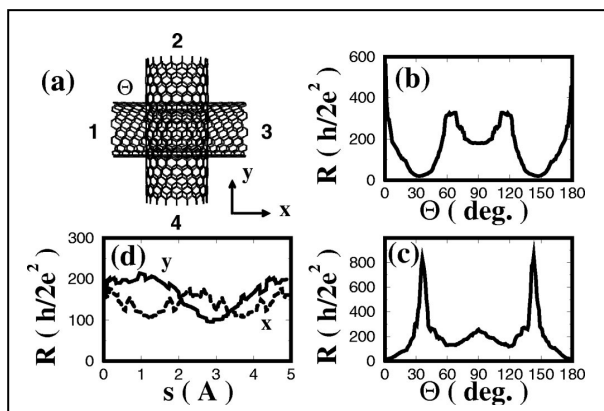 (a)
2
Θ
1
3
4
y
x
(b)
R ( h/2e²)
600
400
200
0
0 30 60 90 120 150 180
Θ ( deg.)
(d)
R ( h/2e²)
300
200
100
0
y
x
0 1 2 3 4 5
s ( A )
(c)
R ( h/2e²)
800
600
400
200
0
0 30 60 90 120 150 180
Θ ( deg.)